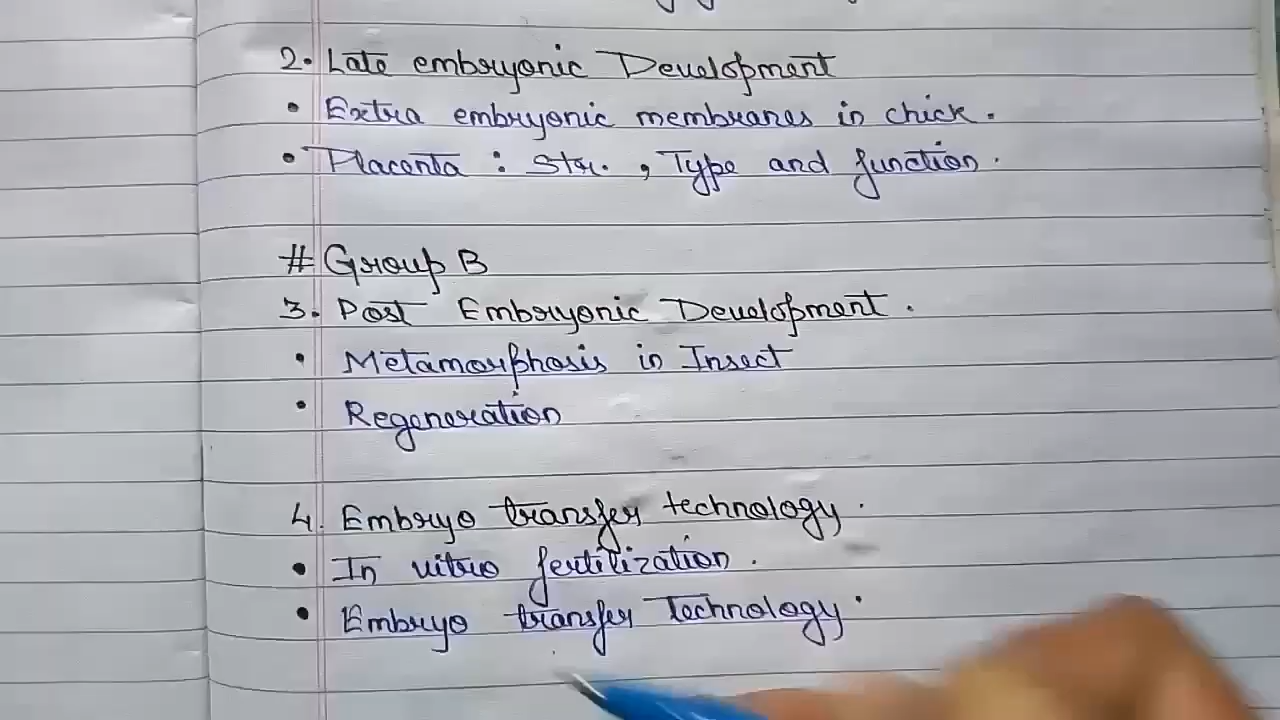 2. Late embryonic Development
• Extra embryonic membranes in chick.
• Placenta : Str. , Type and function.
# Group B
3. Post Embryonic Development.
• Metamorphosis in Insect
• Regeneration
4. Embryo transfer technology.
• In vitro fertilization.
• Embryo transfer Technology.